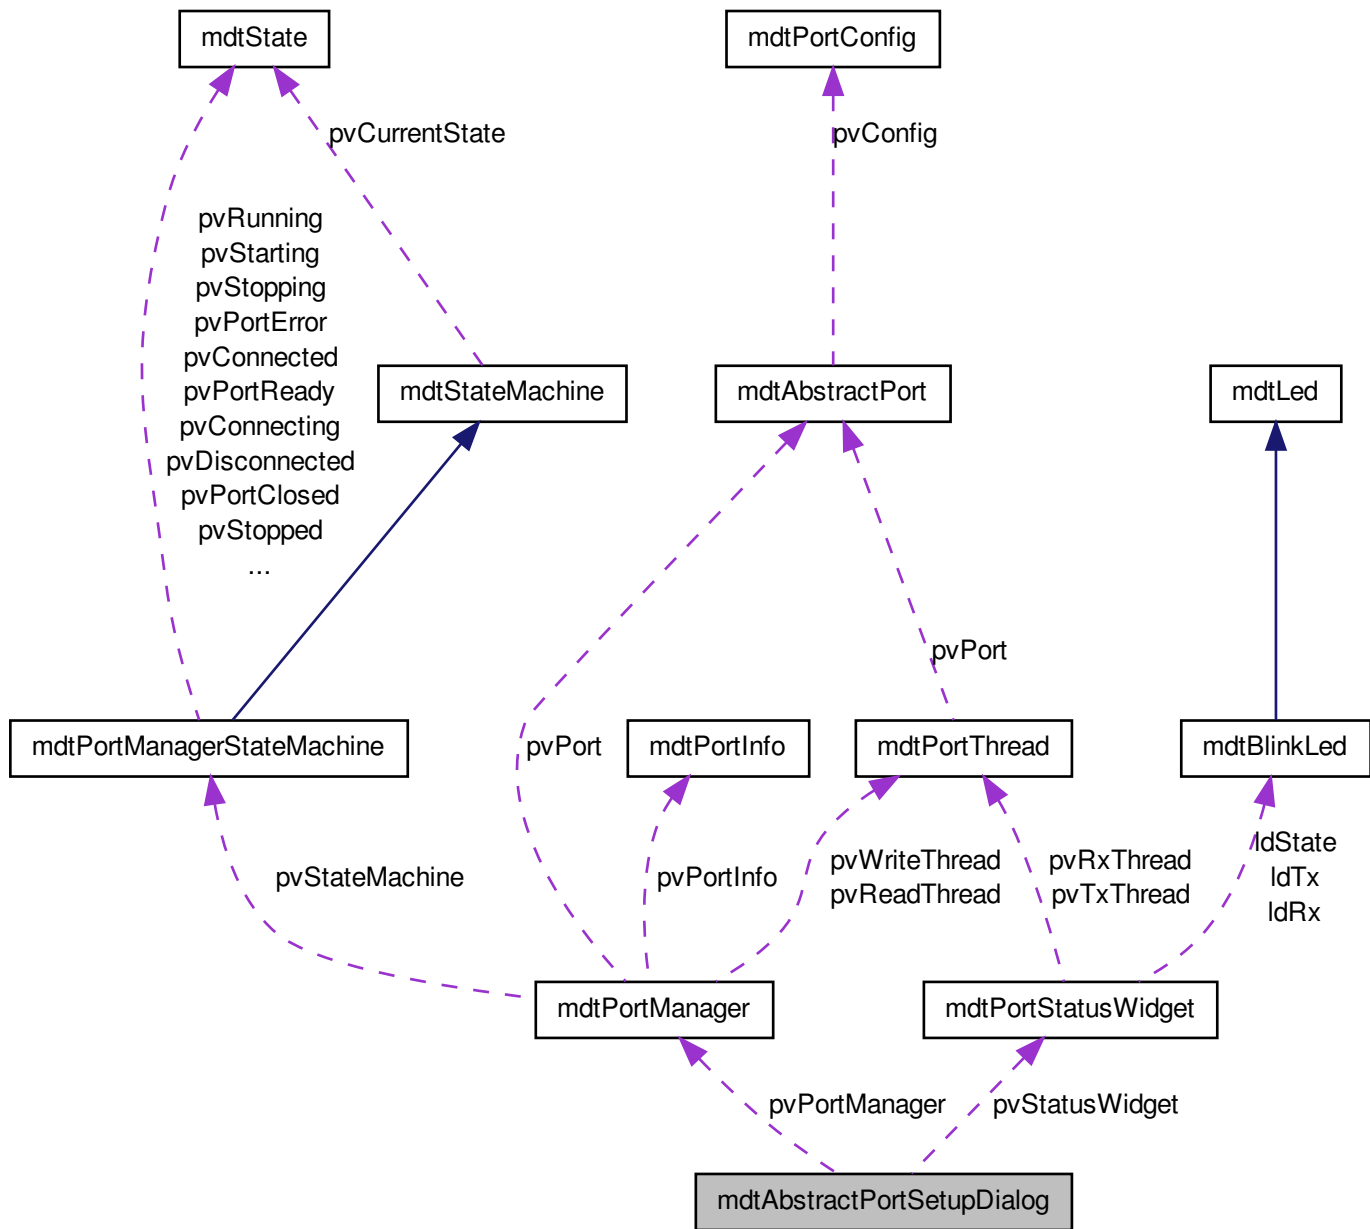 mdtState
mdtPortConfig
pvCurrentState
pvConfig
pvRunning
pvStarting
pvStopping
pvPortError
pvConnected
pvPortReady
pvConnecting
pvDisconnected
pvPortClosed
pvStopped
...
mdtStateMachine
mdtAbstractPort
mdtLed
pvPort
mdtPortManagerStateMachine
pvPort
mdtPortInfo
mdtPortThread
mdtBlinkLed
pvStateMachine
pvPortInfo
pvWriteThread
pvReadThread
pvRxThread
pvTxThread
ldState
ldTx
ldRx
mdtPortManager
mdtPortStatusWidget
pvPortManager
pvStatusWidget
mdtAbstractPortSetupDialog